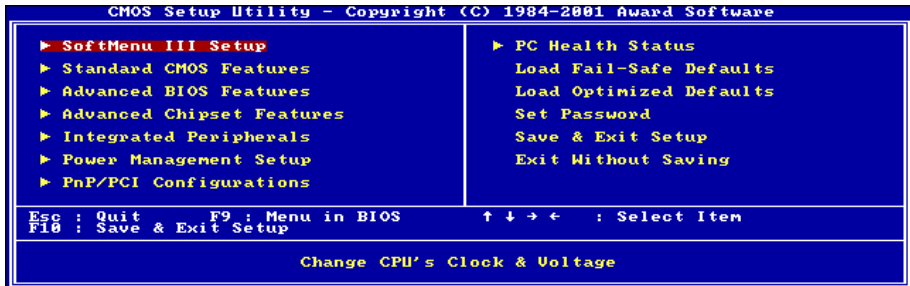 CMOS Setup Utility - Copyright (C) 1984-2001 Award Software
► SoftMenu III Setup
► Standard CMOS Features
► Advanced BIOS Features
► Advanced Chipset Features
► Integrated Peripherals
► Power Management Setup
► PnP/PCI Configurations
► PC Health Status
Load Fail-Safe Defaults
Load Optimized Defaults
Set Password
Save & Exit Setup
Exit Without Saving
Esc : Quit F9 : Menu in BIOS ↑ ↓ → ← : Select Item
F10 : Save & Exit Setup
Change CPU's Clock & Voltage